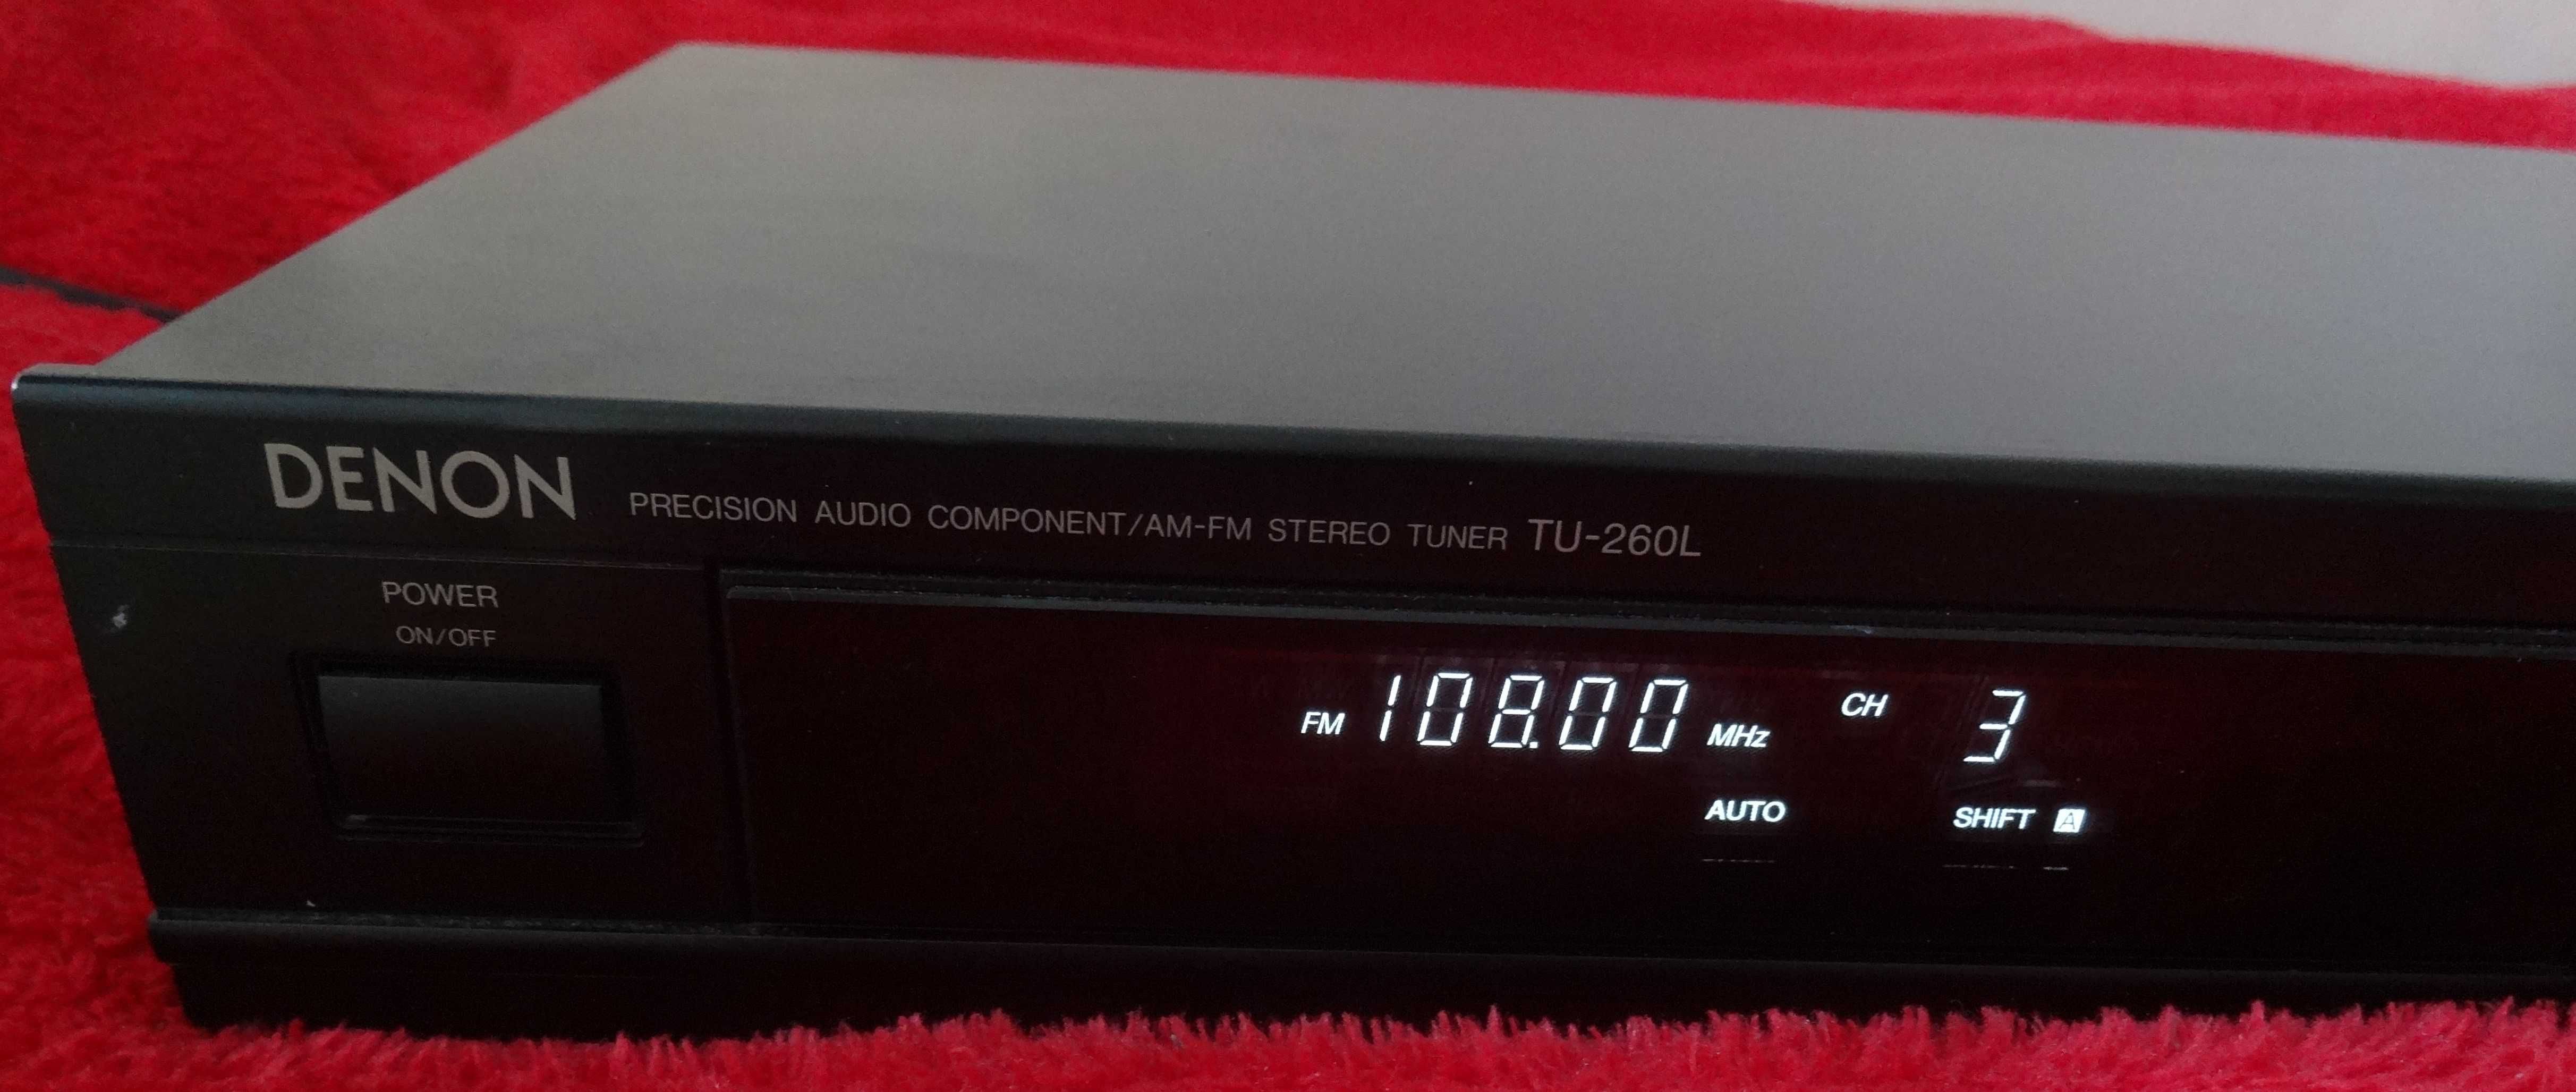 DENON PRECISION AUDIO COMPONENT/AM-FM STEREO TUNER TU-260L
POWER
ON/OFF
FM 108.00 MHz CH 3
AUTO SHIFT A